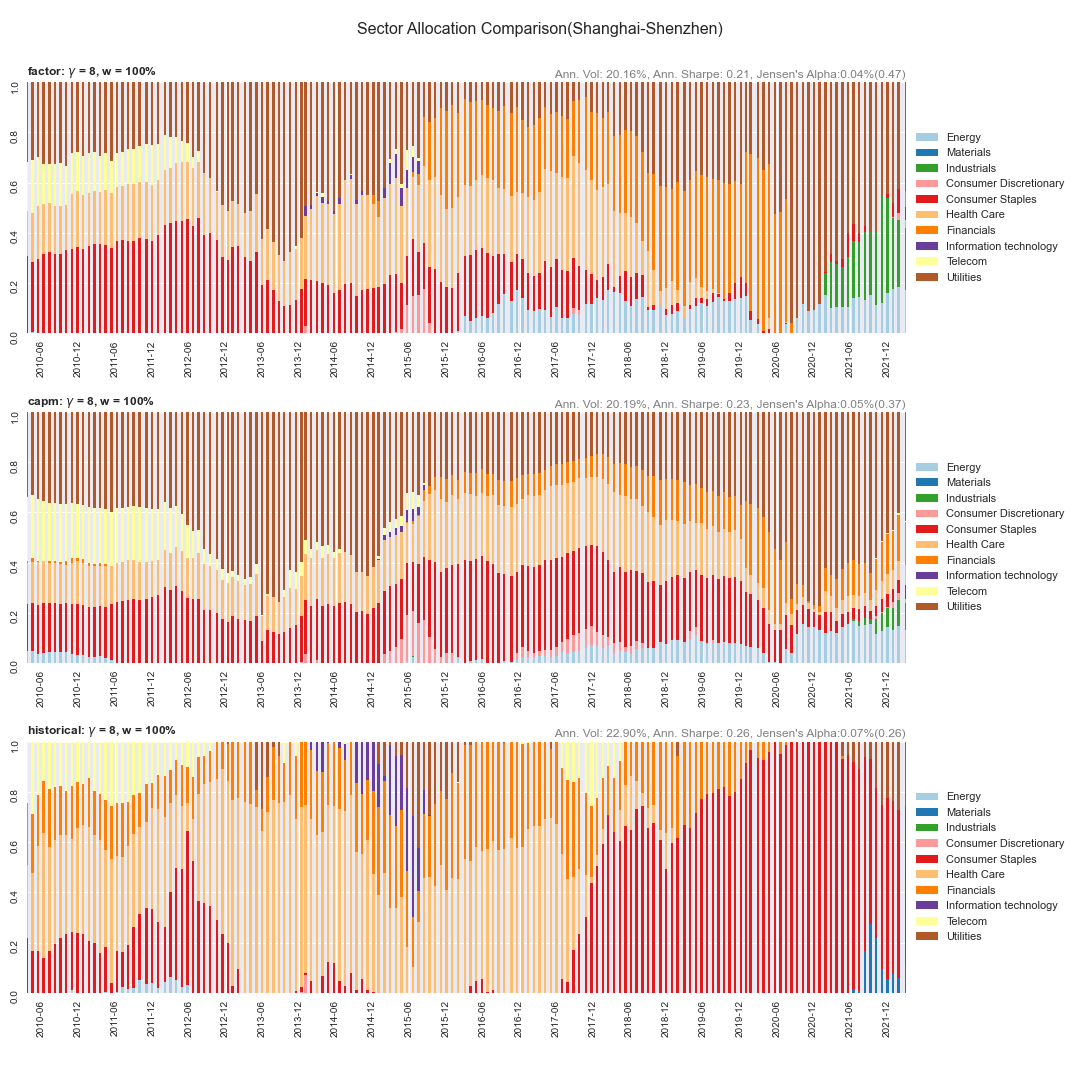 Sector Allocation Comparison(Shanghai-Shenzhen)
factor: γ = 8, w = 100%
Ann. Vol: 20.16%, Ann. Sharpe: 0.21, Jensen's Alpha:0.04%(0.47)
1.0
0.8
0.6
0.4
0.2
0.0
2010-06
2010-12
2011-06
2011-12
2012-06
2012-12
2013-06
2013-12
2014-06
2014-12
2015-06
2015-12
2016-06
2016-12
2017-06
2017-12
2018-06
2018-12
2019-06
2019-12
2020-06
2020-12
2021-06
2021-12
Energy
Materials
Industrials
Consumer Discretionary
Consumer Staples
Health Care
Financials
Information technology
Telecom
Utilities
capm: γ = 8, w = 100%
Ann. Vol: 20.19%, Ann. Sharpe: 0.23, Jensen's Alpha:0.05%(0.37)
1.0
0.8
0.6
0.4
0.2
0.0
2010-06
2010-12
2011-06
2011-12
2012-06
2012-12
2013-06
2013-12
2014-06
2014-12
2015-06
2015-12
2016-06
2016-12
2017-06
2017-12
2018-06
2018-12
2019-06
2019-12
2020-06
2020-12
2021-06
2021-12
Energy
Materials
Industrials
Consumer Discretionary
Consumer Staples
Health Care
Financials
Information technology
Telecom
Utilities
historical: γ = 8, w = 100%
Ann. Vol: 22.90%, Ann. Sharpe: 0.26, Jensen's Alpha:0.07%(0.26)
1.0
0.8
0.6
0.4
0.2
0.0
2010-06
2010-12
2011-06
2011-12
2012-06
2012-12
2013-06
2013-12
2014-06
2014-12
2015-06
2015-12
2016-06
2016-12
2017-06
2017-12
2018-06
2018-12
2019-06
2019-12
2020-06
2020-12
2021-06
2021-12
Energy
Materials
Industrials
Consumer Discretionary
Consumer Staples
Health Care
Financials
Information technology
Telecom
Utilities